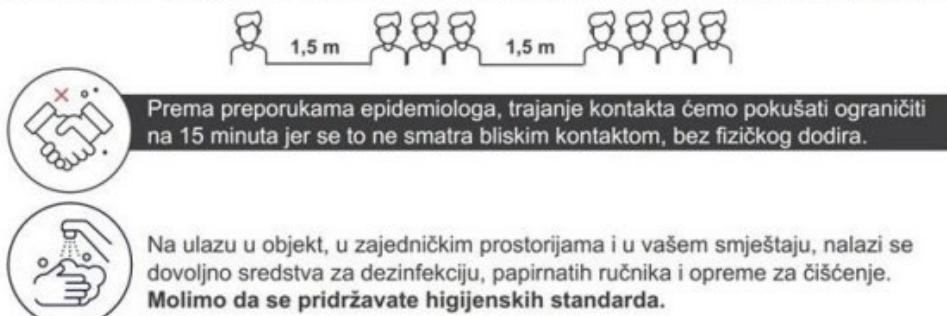 1,5 m 1,5 m
Prema preporukama epidemiologa, trajanje kontakta ćemo pokušati ograničiti
na 15 minuta jer se to ne smatra bliskim kontaktom, bez fizičkog dodira.
Na ulazu u objekt, u zajedničkim prostorijama i u vašem smještaju, nalazi se
dovoljno sredstva za dezinfekciju, papirnatih ručnika i opreme za čišćenje.
Molimo da se pridržavate higijenskih standarda.